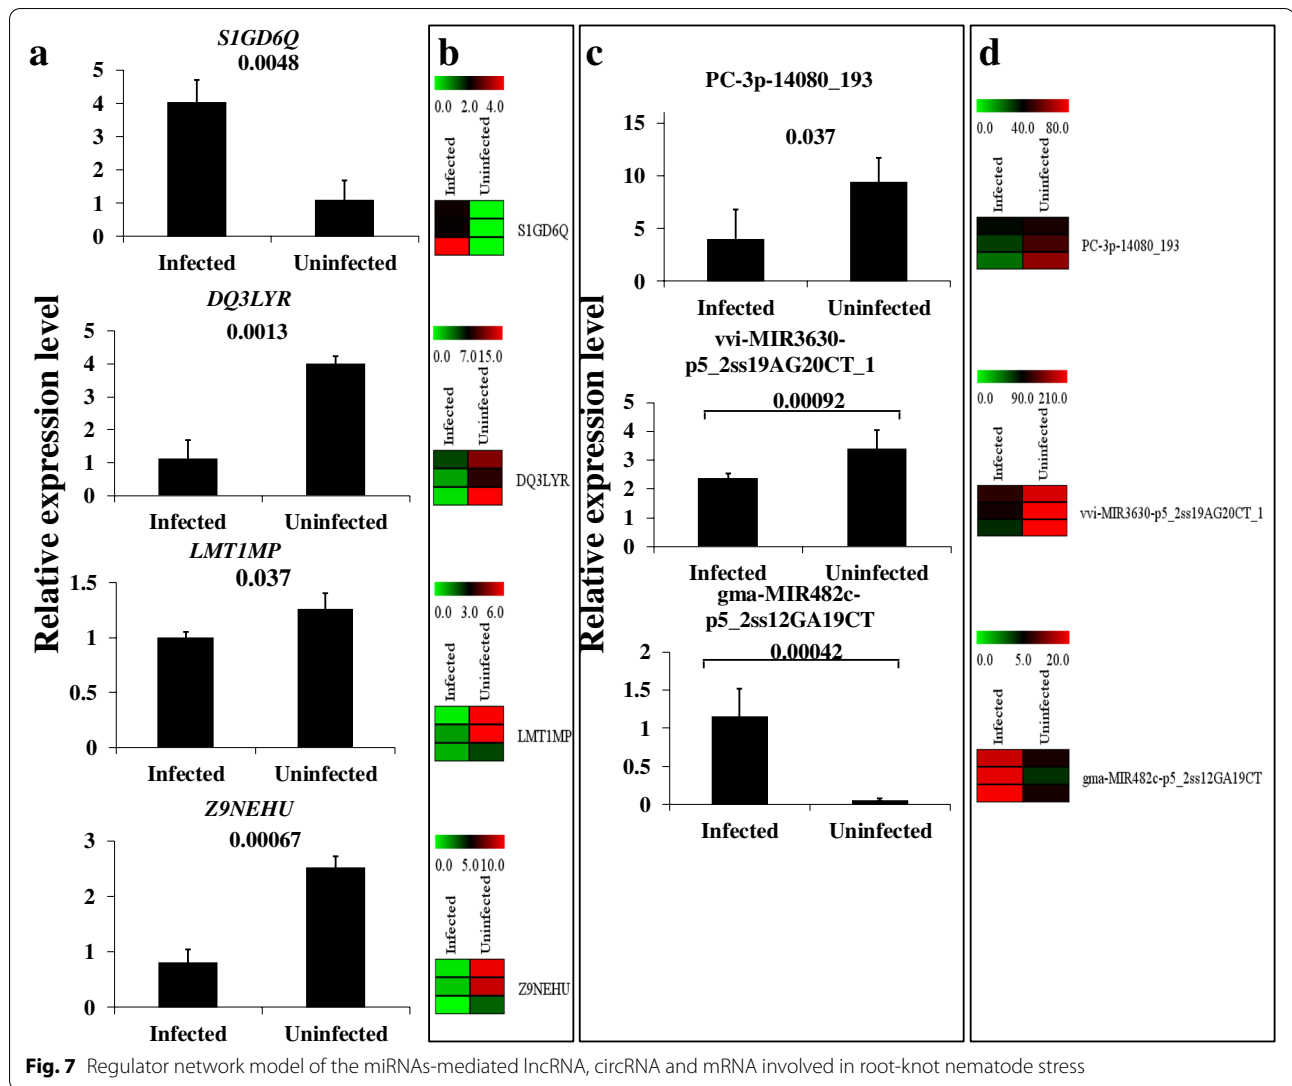 a
S1GD6Q
0.0048
5
4
3
2
1
0
Infected Uninfected
DQ3LYR
0.0013
5
4
3
2
1
0
Infected Uninfected
LMT1MP
0.037
1.5
1
0.5
0
Infected Uninfected
Z9NEHU
0.00067
3
2
1
0
Infected Uninfected
Relative expression level
b
0.0 2.0 4.0
Infected
Uninfected
S1GD6Q
0.0 7.0 15.0
Infected
Uninfected
DQ3LYR
0.0 3.0 6.0
Infected
Uninfected
LMT1MP
0.0 5.0 10.0
Infected
Uninfected
Z9NEHU
c
PC-3p-14080_193
0.037
15
10
5
0
Infected Uninfected
vvi-MIR3630-
p5_2ss19AG20CT_1
0.00092
5
4
3
2
1
0
Infected Uninfected
gma-MIR482c-
p5_2ss12GA19CT
0.00042
2
1.5
1
0.5
0
Infected Uninfected
Relative expression level
d
0.0 40.0 80.0
Infected
Uninfected
PC-3p-14080_193
0.0 90.0 210.0
Infected
Uninfected
vvi-MIR3630-p5_2ss19AG20CT_1
0.0 5.0 20.0
Infected
Uninfected
gma-MIR482c-p5_2ss12GA19CT
Fig. 7 Regulator network model of the miRNAs-mediated lncRNA, circRNA and mRNA involved in root-knot nematode stress